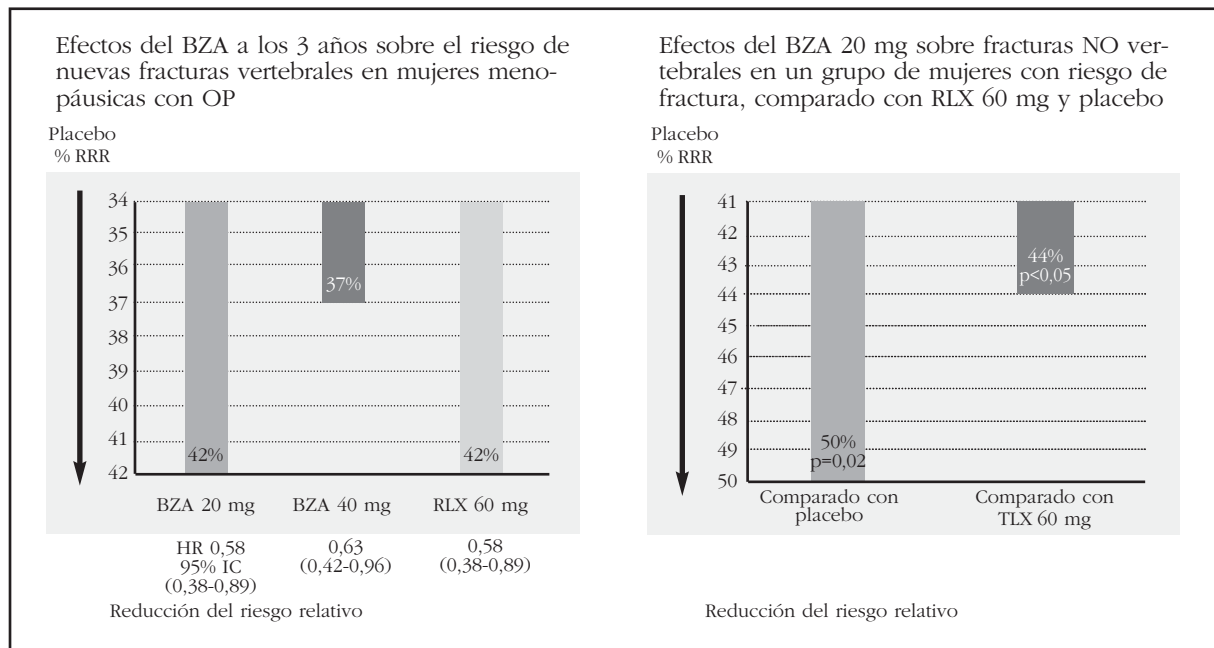 Efectos del BZA a los 3 años sobre el riesgo de
nuevas fracturas vertebrales en mujeres meno-
páusicas con OP
Placebo
% RRR
34
35
36
37
38
39
40
41
42
42%
37%
42%
BZA 20 mg
BZA 40 mg
RLX 60 mg
HR 0,58
95% IC
(0,38-0,89)
0,63
(0,42-0,96)
0,58
(0,38-0,89)
Reducción del riesgo relativo
Efectos del BZA 20 mg sobre fracturas NO ver-
tebrales en un grupo de mujeres con riesgo de
fractura, comparado con RLX 60 mg y placebo
Placebo
% RRR
41
42
43
44
45
46
47
48
49
50
50%
p=0,02
44%
p<0,05
Comparado con
placebo
Comparado con
TLX 60 mg
Reducción del riesgo relativo